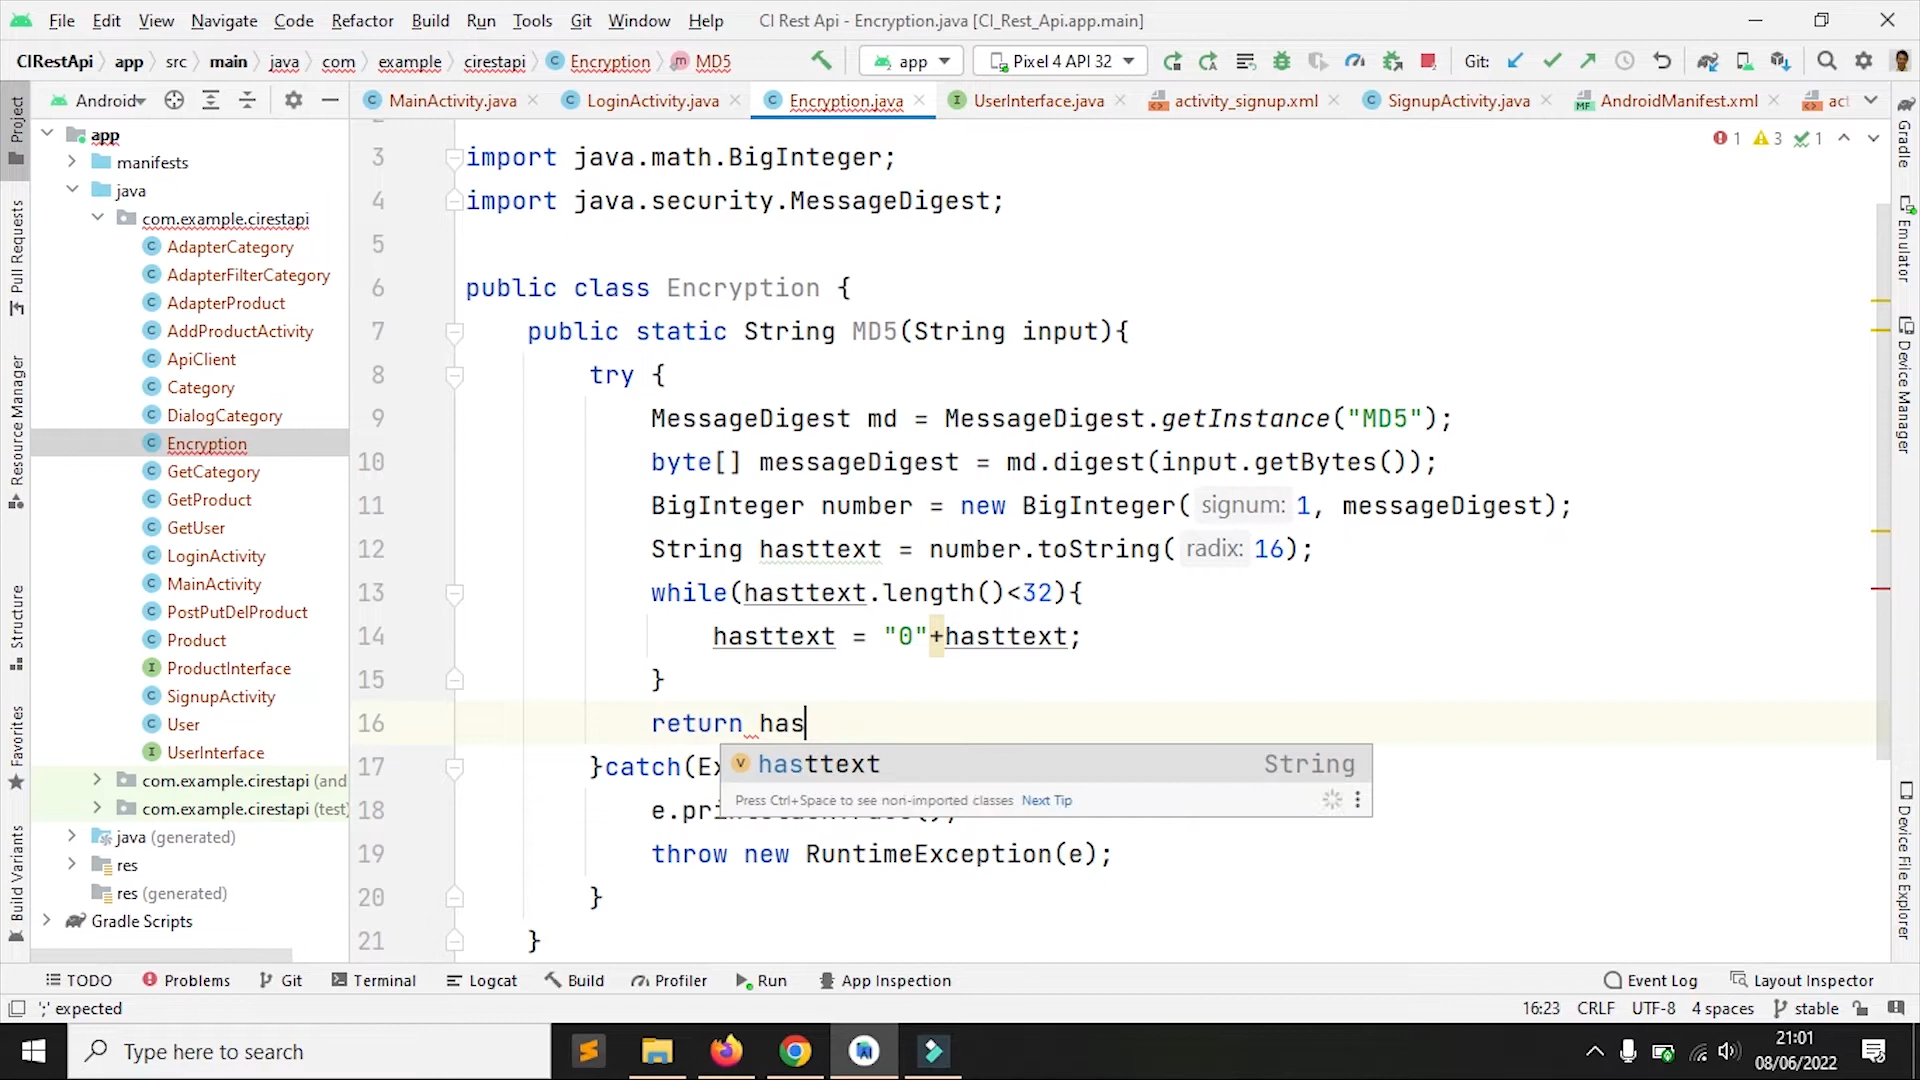 File Edit View Navigate Code Refactor Build Run Tools Git Window Help CI Rest Api - Encryption.java [CI_Rest_Api.app.main]
CIRestApi app src main java com example cirestapi Encryption MD5 app Pixel 4 API 32 Git:
Android
MainActivity.java LoginActivity.java Encryption.java UserInterface.java activity_signup.xml SignupActivity.java AndroidManifest.xml act
1 3 1
Project
Pull Requests
Resource Manager
Structure
Favorites
Build Variants
app
manifests
java
com.example.cirestapi
AdapterCategory
AdapterFilterCategory
AdapterProduct
AddProductActivity
ApiClient
Category
DialogCategory
Encryption
GetCategory
GetProduct
GetUser
LoginActivity
MainActivity
PostPutDelProduct
Product
ProductInterface
SignupActivity
User
UserInterface
com.example.cirestapi (and
com.example.cirestapi (test)
java (generated)
res
res (generated)
Gradle Scripts
3 import java.math.BigInteger;
4 import java.security.MessageDigest;
5
6 public class Encryption {
7 public static String MD5(String input){
8 try {
9 MessageDigest md = MessageDigest.getInstance("MD5");
10 byte[] messageDigest = md.digest(input.getBytes());
11 BigInteger number = new BigInteger( signum: 1, messageDigest);
12 String hasttext = number.toString( radix: 16);
13 while(hasttext.length()<32){
14 hasttext = "0"+hasttext;
15 }
16 return has
17 }catch(Ex
hasttext String
Press Ctrl+Space to see non-imported classes Next Tip
18 e.pri
19 throw new RuntimeException(e);
20 }
21 }
Gradle
Emulator
Device Manager
Device File Explorer
TODO Problems Git Terminal Logcat Build Profiler Run App Inspection Event Log Layout Inspector
';' expected 16:23 CRLF UTF-8 4 spaces stable
Type here to search
21:01
08/06/2022